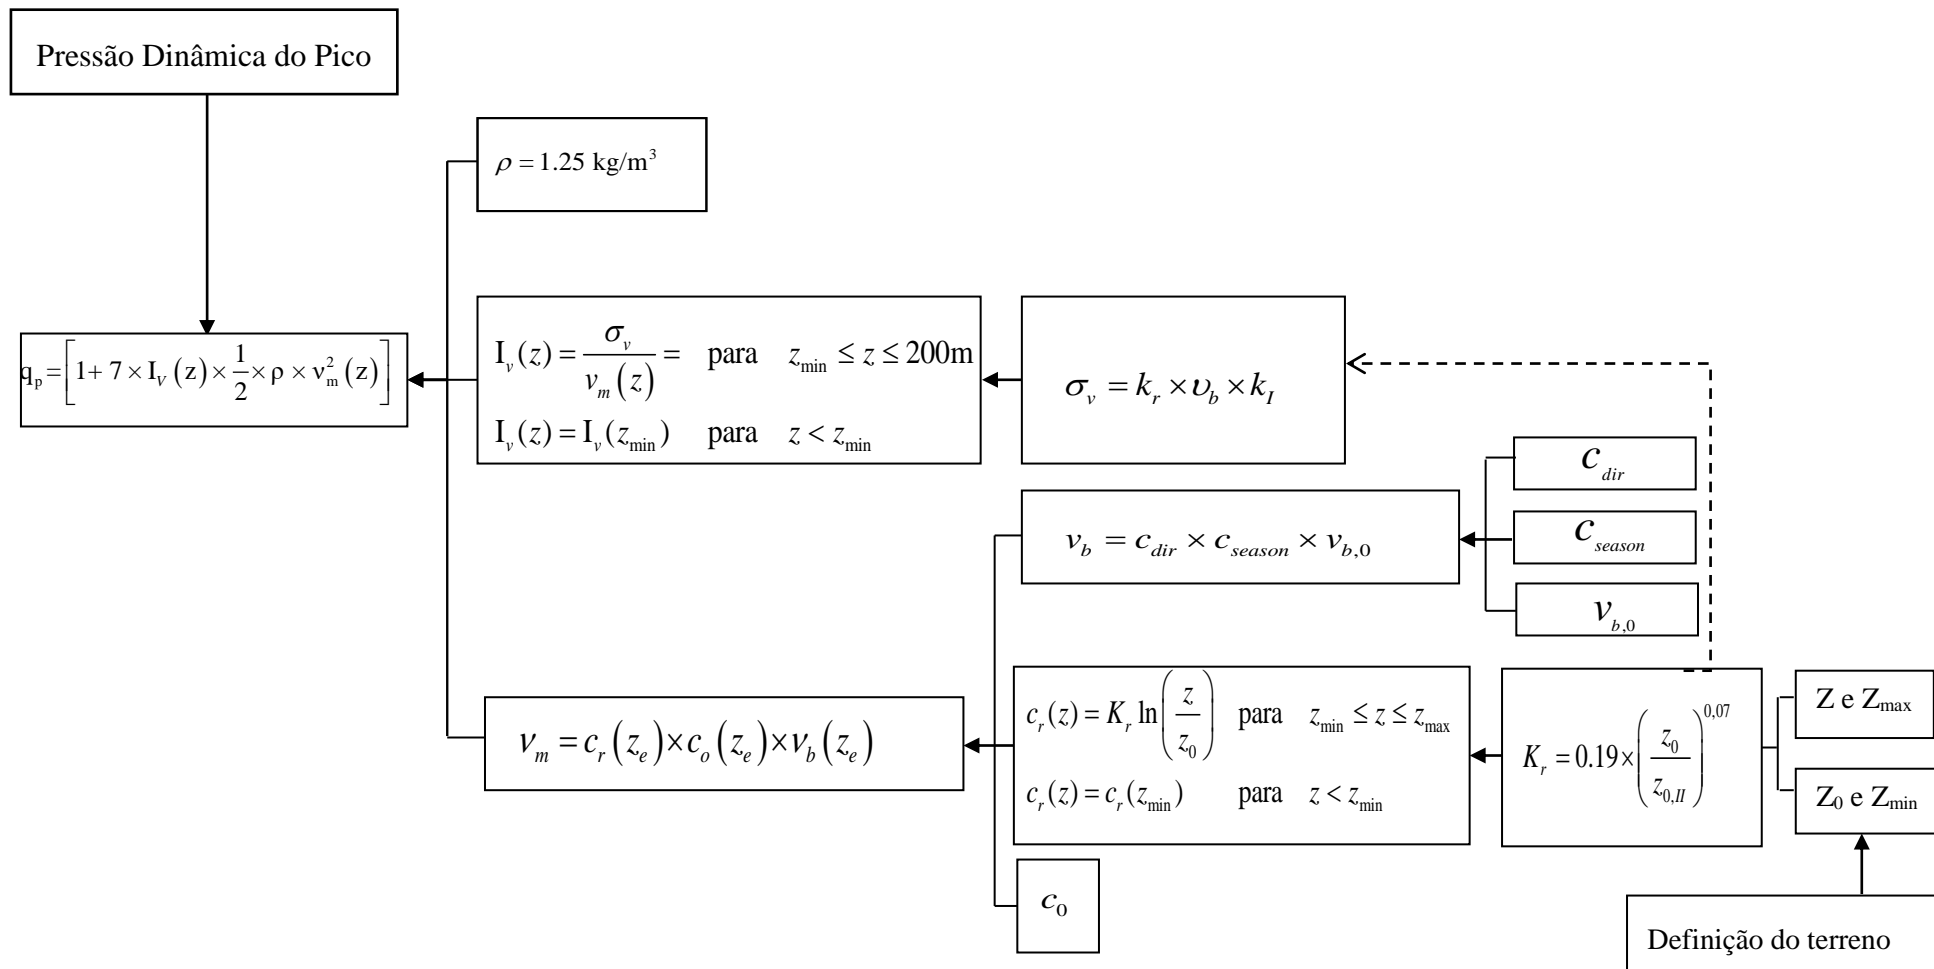 Pressão Dinâmica do Pico
ρ = 1.25 kg/m³
q_p = [1 + 7 × I_V (z) × 1/2 × ρ × ν_m²(z)]
I_v(z) = σ_v / v_m(z) = para z_min ≤ z ≤ 200m
I_v(z) = I_v(z_min) para z < z_min
σ_v = k_r × υ_b × k_I
c_dir
c_season
v_b,0
v_b = c_dir × c_season × v_b,0
ν_m = c_r(z_e) × c_o(z_e) × ν_b(z_e)
c_r(z) = K_r ln(z / z_0) para z_min ≤ z ≤ z_max
c_r(z) = c_r(z_min) para z < z_min
K_r = 0.19 × (z_0 / z_0,II)^0,07
Z e Z_max
Z_0 e Z_min
c_0
Definição do terreno